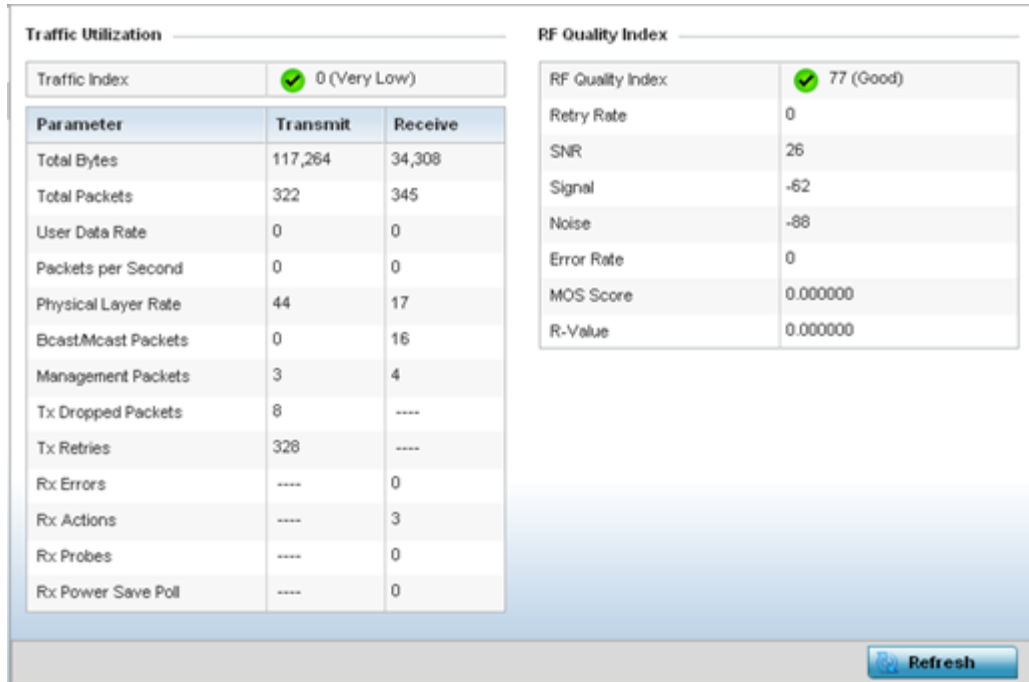 Traffic Utilization
Traffic Index 0 (Very Low)
Parameter Transmit Receive
Total Bytes 117,264 34,308
Total Packets 322 345
User Data Rate 0 0
Packets per Second 0 0
Physical Layer Rate 44 17
Bcast/Mcast Packets 0 16
Management Packets 3 4
Tx Dropped Packets 8 ----
Tx Retries 328 ----
Rx Errors ---- 0
Rx Actions ---- 3
Rx Probes ---- 0
Rx Power Save Poll ---- 0
RF Quality Index
RF Quality Index 77 (Good)
Retry Rate 0
SNR 26
Signal -62
Noise -88
Error Rate 0
MOS Score 0.000000
R-Value 0.000000
Refresh